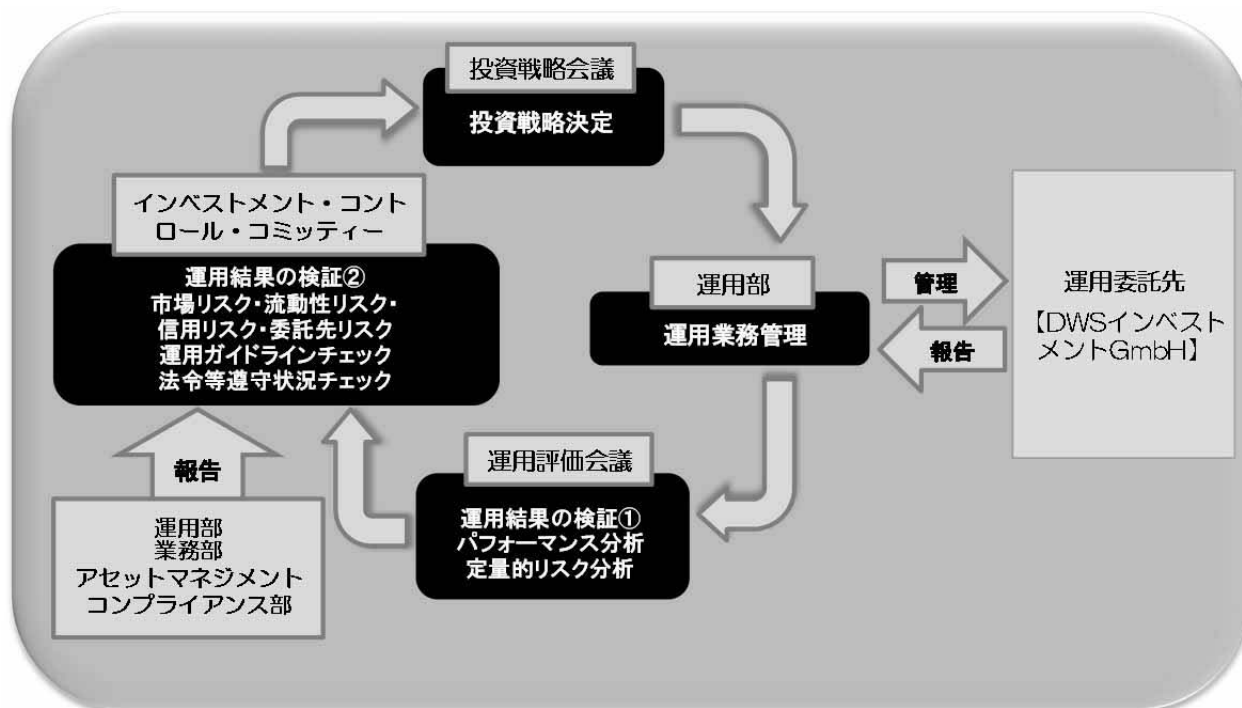 投資戦略会議
投資戦略決定
インベストメント・コント
ロール・コミッティー
運用結果の検証②
市場リスク・流動性リスク・
信用リスク・委託先リスク
運用ガイドラインチェック
法令等遵守状況チェック
運用部
運用業務管理
管理
報告
運用委託先
【DWSインベスト
メントGmbH】
運用評価会議
運用結果の検証①
パフォーマンス分析
定量的リスク分析
報告
運用部
業務部
アセットマネジメント
コンプライアンス部